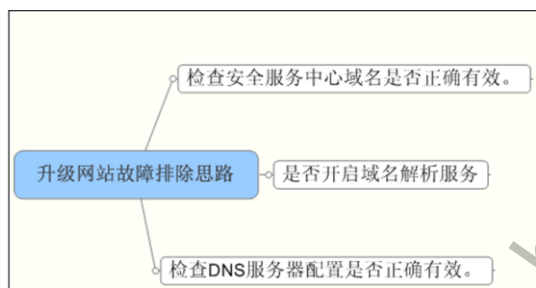 检查安全服务中心域名是否正确有效。
升级网站故障排除思路
是否开启域名解析服务
检查DNS服务器配置是否正确有效。